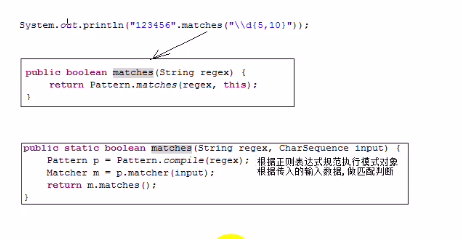 System.out.println("123456".matches("\\d{5,10}"));
public boolean matches(String regex) {
return Pattern.matches(regex, this);
}
public static boolean matches(String regex, CharSequence input) {
Pattern p = Pattern.compile(regex); 根据正则表达式规范执行模式对象
Matcher m = p.matcher(input); 根据传入的输入数据,做匹配判断
return m.matches();
}